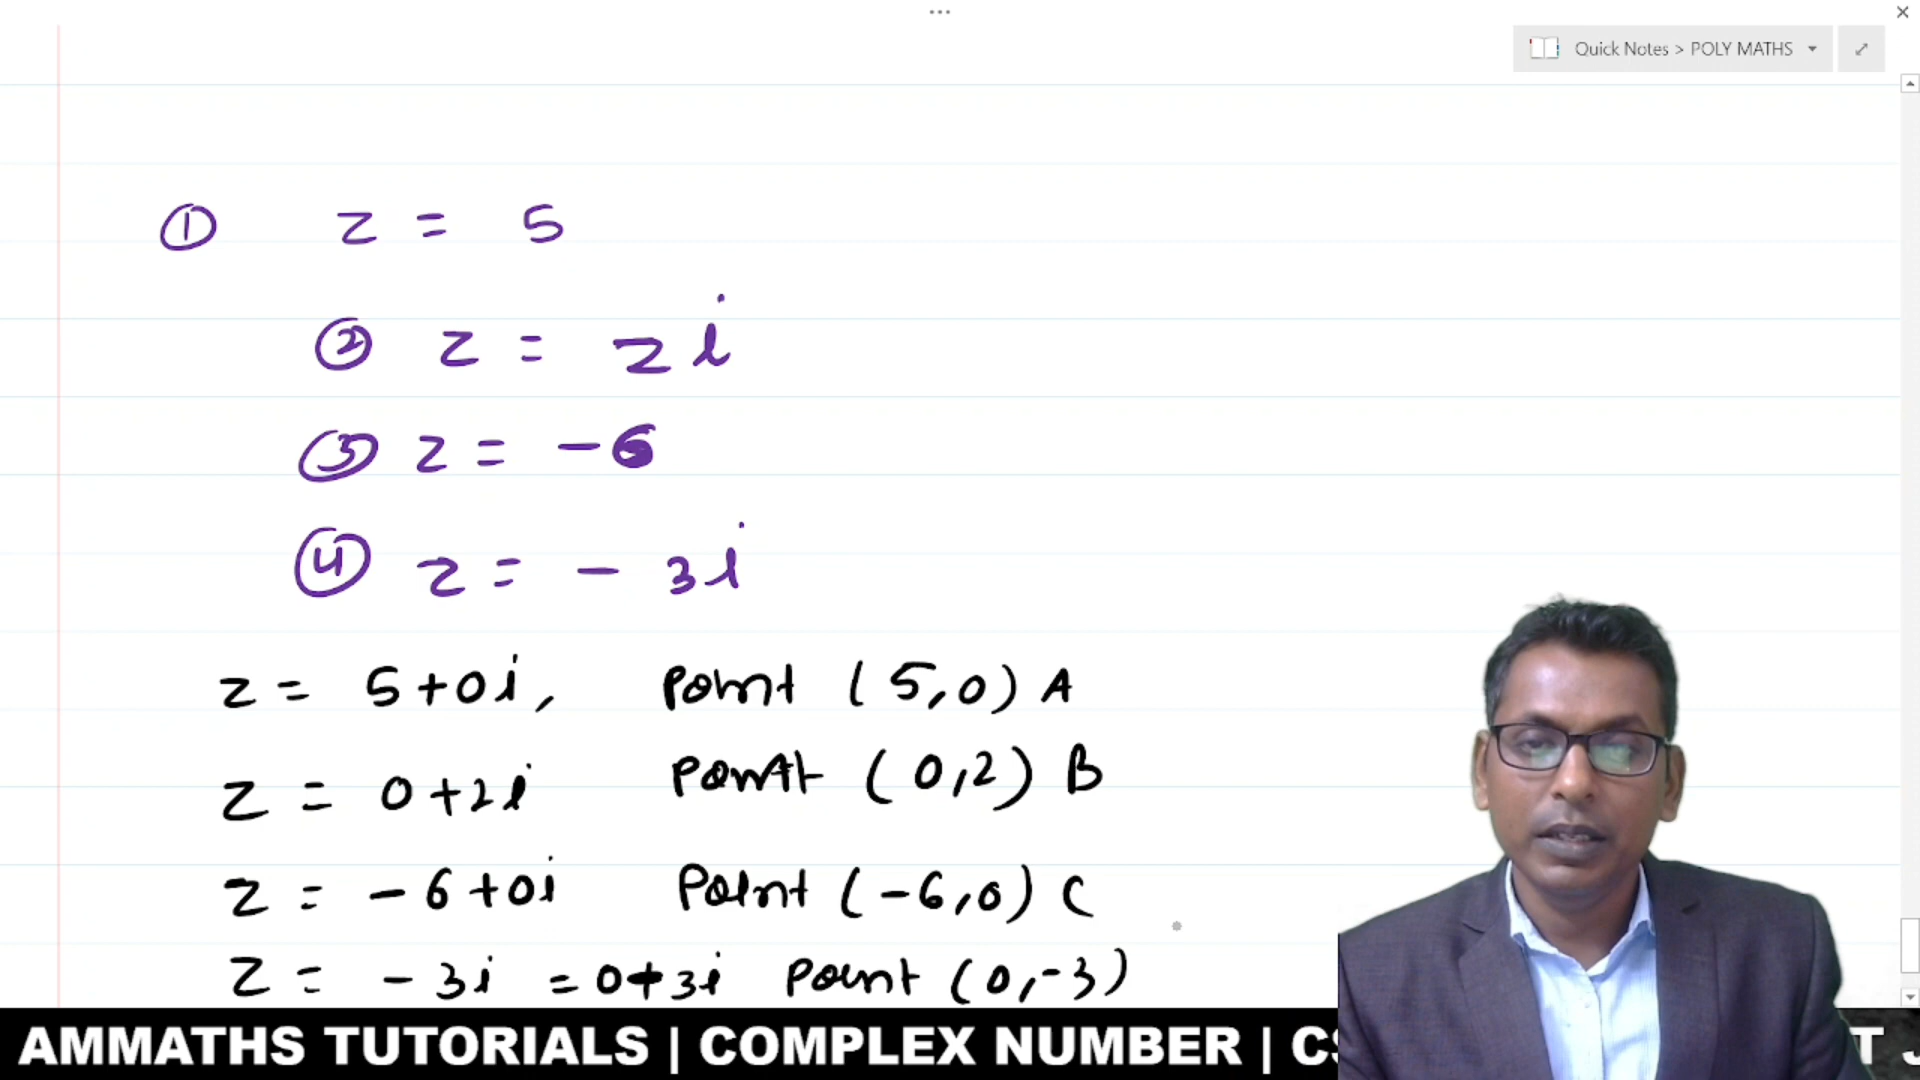 Quick Notes > POLY MATHS
① z = 5
② z = 2i
③ z = -6
④ z = - 3i
z = 5+0i, Point (5,0) A
z = 0+2i Point (0,2) B
z = -6+0i Point (-6,0) C
z = -3i = 0+3i Point (0,-3)
AMMATHS TUTORIALS | COMPLEX NUMBER |